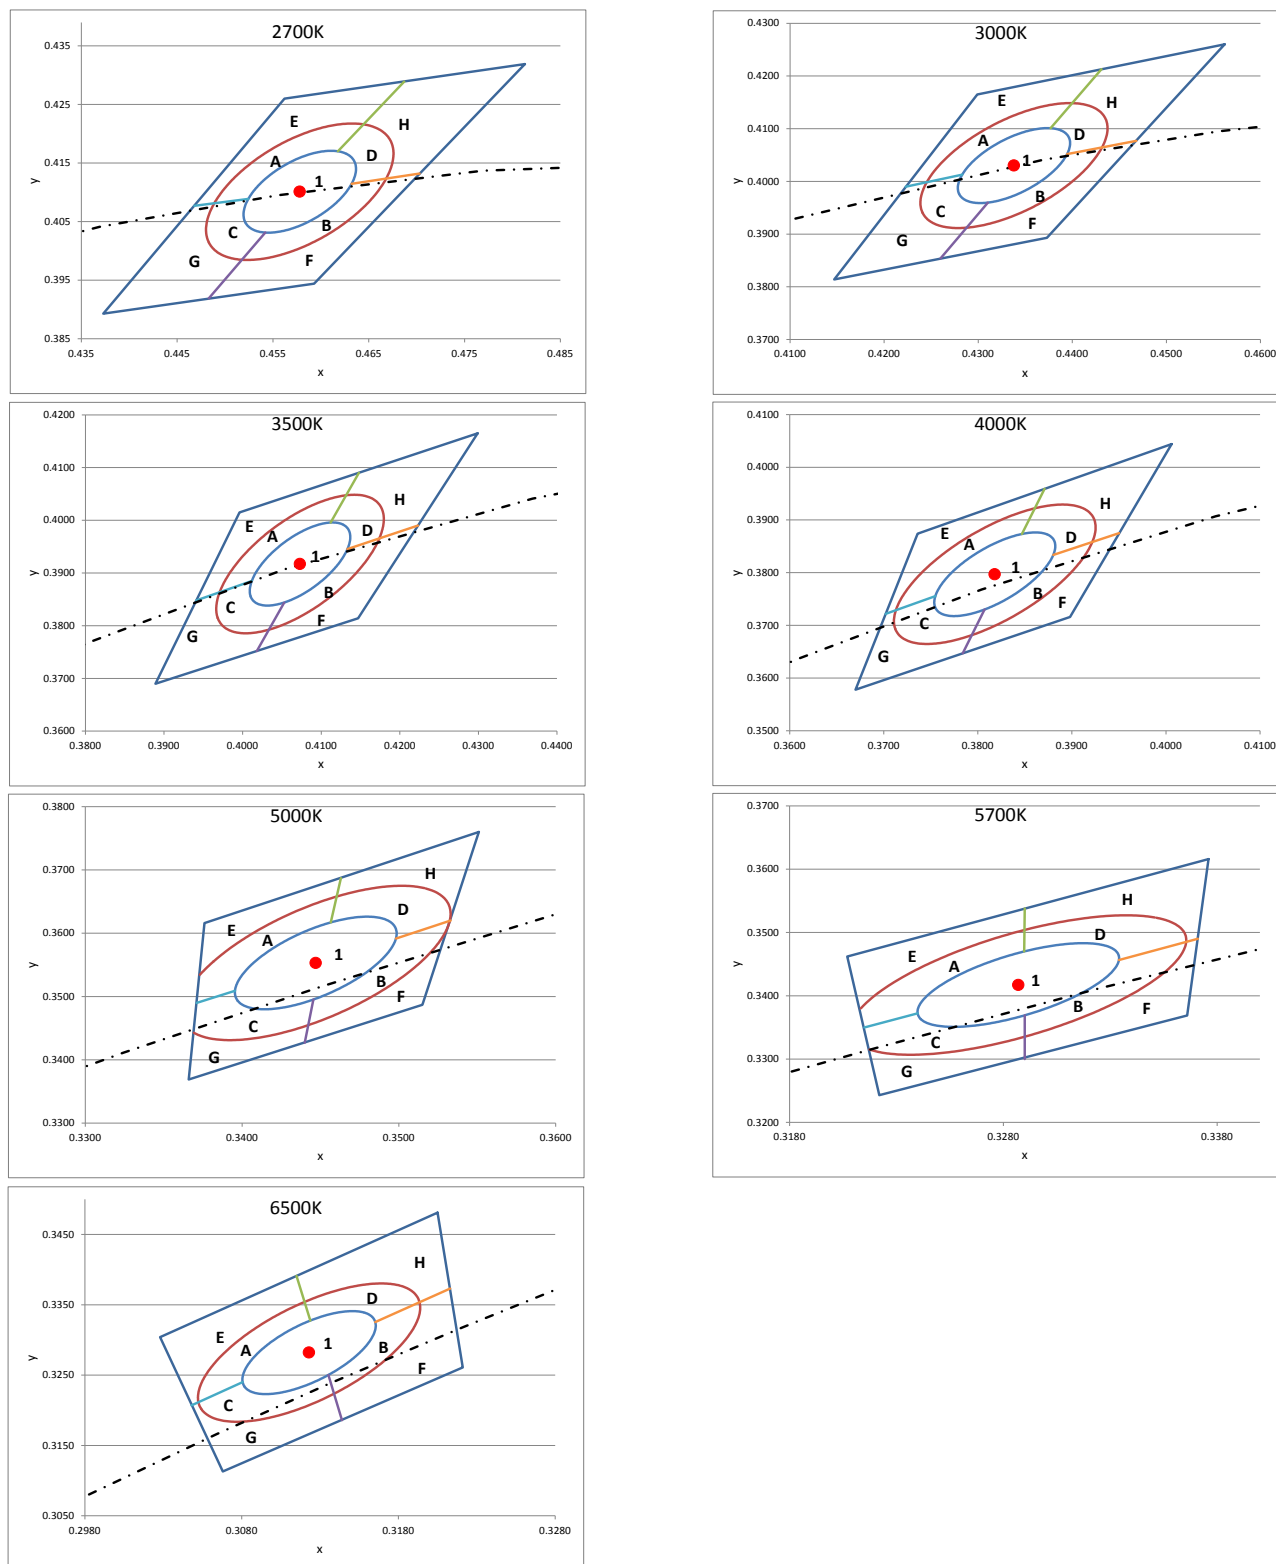 2700K
0.435
0.425
0.415
0.405
0.395
0.385
y
E
H
A
D
1
C
B
G
F
0.435 0.445 0.455 0.465 0.475 0.485
x
3000K
0.4300
0.4200
0.4100
0.4000
0.3900
0.3800
0.3700
y
E
H
A
D
1
B
C
F
G
0.4100 0.4200 0.4300 0.4400 0.4500 0.4600
x
3500K
0.4200
0.4100
0.4000
0.3900
0.3800
0.3700
0.3600
y
H
E
D
A
1
B
C
F
G
0.3800 0.3900 0.4000 0.4100 0.4200 0.4300 0.4400
x
4000K
0.4100
0.4000
0.3900
0.3800
0.3700
0.3600
0.3500
y
H
E
D
A
1
B
F
C
G
0.3600 0.3700 0.3800 0.3900 0.4000 0.4100
x
5000K
0.3800
0.3700
0.3600
0.3500
0.3400
0.3300
y
H
D
E
A
1
B
F
C
G
0.3300 0.3400 0.3500 0.3600
x
5700K
0.3700
0.3600
0.3500
0.3400
0.3300
0.3200
y
H
D
E
A
1
B
F
C
G
0.3180 0.3280 0.3380
x
6500K
0.3450
0.3350
0.3250
0.3150
0.3050
y
H
D
E
1
A
B
F
C
G
0.2980 0.3080 0.3180 0.3280
x